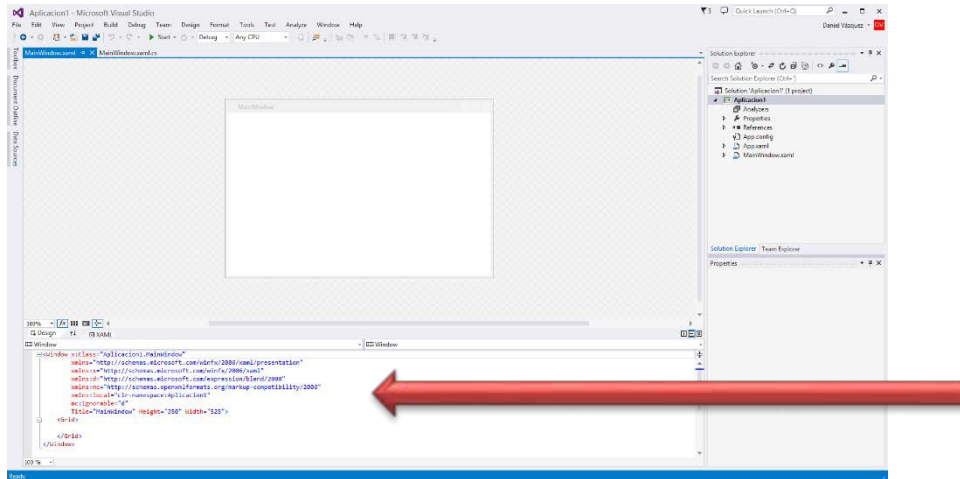 Aplicacion1 - Microsoft Visual Studio
3
Quick Launch (Ctrl+Q)
File Edit View Project Build Debug Team Design Format Tools Test Analyze Window Help
Daniel Vázquez
DV
Start Debug Any CPU
MainWindow.xaml MainWindow.xaml.cs
Toolbox
Document Outline
Data Sources
MainWindow
Solution Explorer
Search Solution Explorer (Ctrl+')
Solution 'Aplicacion1' (1 project)
Aplicacion1
Analyzers
Properties
References
App.config
App.xaml
MainWindow.xaml
Solution Explorer Team Explorer
Properties
100%
Design XAML
Window Window
<Window x:Class="Aplicacion1.MainWindow"
xmlns="http://schemas.microsoft.com/winfx/2006/xaml/presentation"
xmlns:x="http://schemas.microsoft.com/winfx/2006/xaml"
xmlns:d="http://schemas.microsoft.com/expression/blend/2008"
xmlns:mc="http://schemas.openxmlformats.org/markup-compatibility/2006"
xmlns:local="clr-namespace:Aplicacion1"
mc:Ignorable="d"
Title="MainWindow" Height="350" Width="525">
<Grid>
</Grid>
</Window>
100 %
Ready